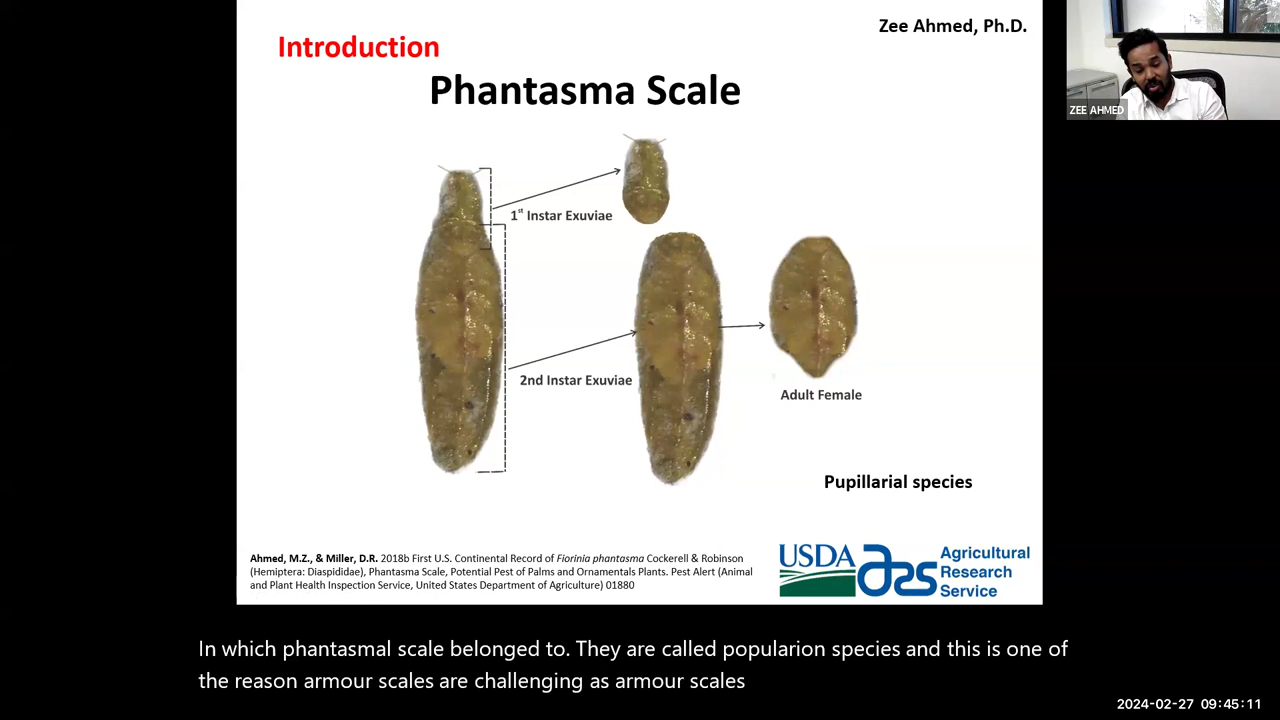 Zee Ahmed, Ph.D.
Introduction
Phantasma Scale
ZEE AHMED
1st Instar Exuviae
2nd Instar Exuviae
Adult Female
Pupillarial species
Ahmed, M.Z., & Miller, D.R. 2018b First U.S. Continental Record of Fiorinia phantasma Cockerell & Robinson
(Hemiptera: Diaspididae), Phantasma Scale, Potential Pest of Palms and Ornamentals Plants. Pest Alert (Animal
and Plant Health Inspection Service, United States Department of Agriculture) 01880
USDA ars
Agricultural
Research
Service
In which phantasmal scale belonged to. They are called popularion species and this is one of
the reason armour scales are challenging as armour scales
2024-02-27 09:45:11